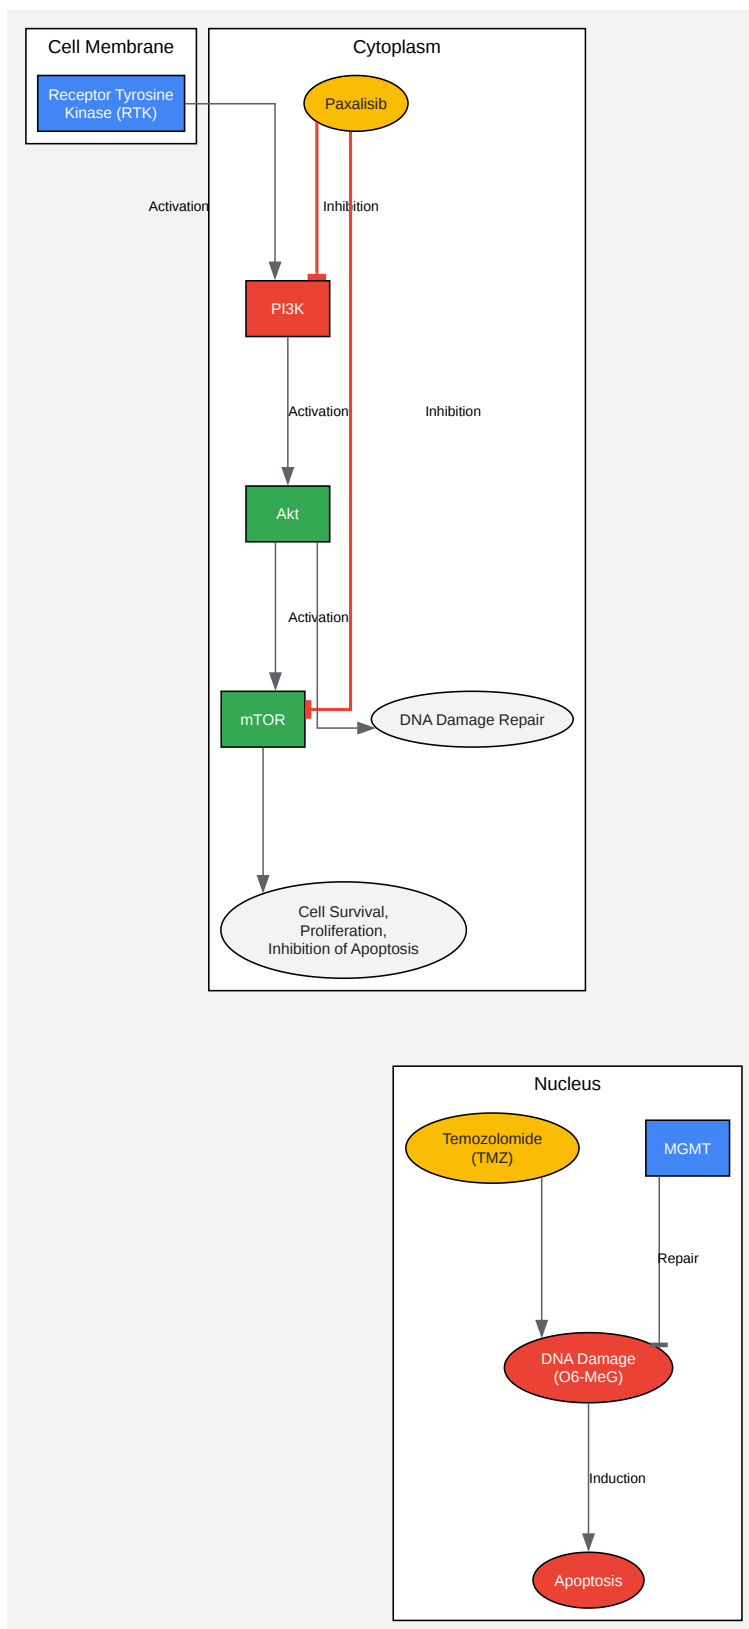 Cell Membrane
Cytoplasm
Receptor Tyrosine
Kinase (RTK)
Paxalisib
Activation
Inhibition
PI3K
Activation
Inhibition
Akt
Activation
mTOR
DNA Damage Repair
Cell Survival,
Proliferation,
Inhibition of Apoptosis
Nucleus
Temozolomide
(TMZ)
MGMT
Repair
DNA Damage
(O6-MeG)
Induction
Apoptosis